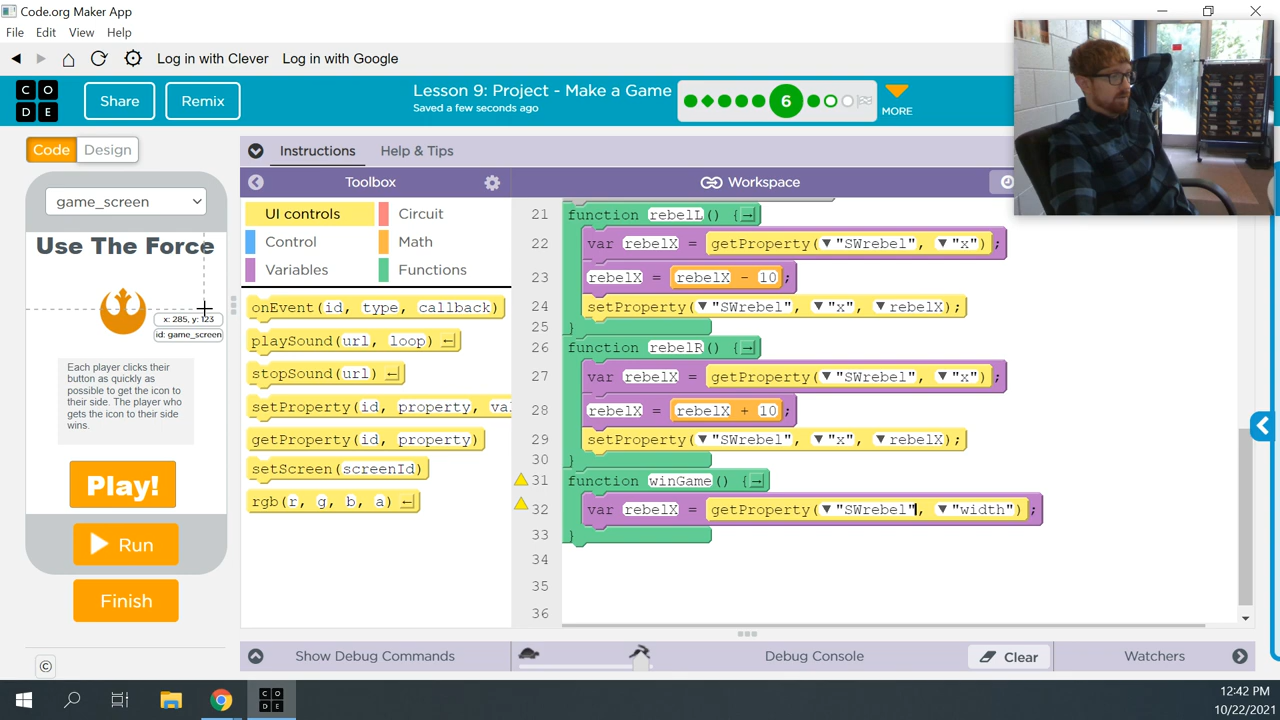 Code.org Maker App
File Edit View Help
Log in with Clever Log in with Google
C O
D E
Share
Remix
Lesson 9: Project - Make a Game
Saved a few seconds ago
6
MORE
Code
Design
Instructions
Help & Tips
game_screen
Use The Force
x: 285, y: 123
id: game_screen
Each player clicks their
button as quickly as
possible to get the icon to
their side. The player who
gets the icon to their side
wins.
Play!
Run
Finish
©
Toolbox
UI controls
Circuit
Control
Math
Variables
Functions
onEvent(id, type, callback)
playSound(url, loop)
stopSound(url)
setProperty(id, property, val
getProperty(id, property)
setScreen(screenId)
rgb(r, g, b, a)
Workspace
21 function rebelL() {
22 var rebelX = getProperty(▼"SWrebel", ▼"x");
23 rebelX = rebelX - 10;
24 setProperty(▼"SWrebel", ▼"x", ▼rebelX);
25 }
26 function rebelR() {
27 var rebelX = getProperty(▼"SWrebel", ▼"x");
28 rebelX = rebelX + 10;
29 setProperty(▼"SWrebel", ▼"x", ▼rebelX);
30 }
31 function winGame() {
32 var rebelX = getProperty(▼"SWrebel", ▼"width");
33 }
34
35
36
Show Debug Commands
Debug Console
Clear
Watchers
C O
D E
12:42 PM
10/22/2021